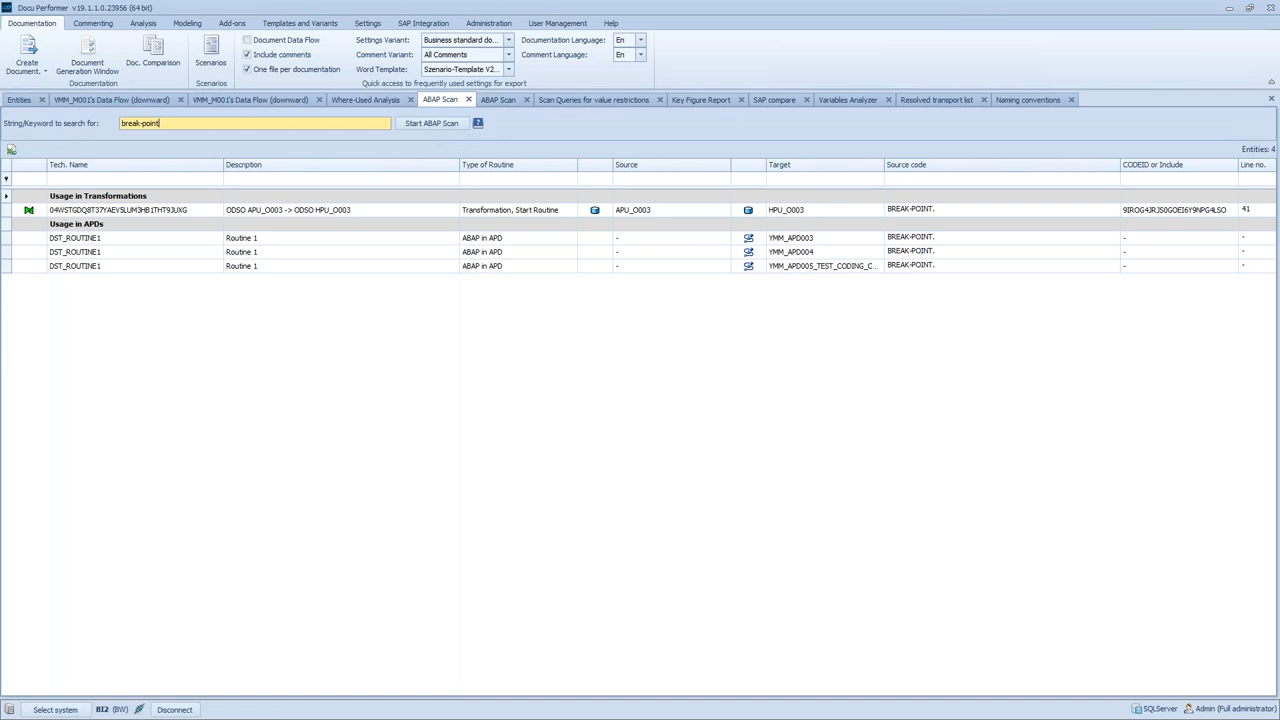 Docu Performer v19.1.1.0.23956 (64 bit)
Documentation Commenting Analysis Modeling Add-ons Templates and Variants Settings SAP Integration Administration User Management Help
Document Data Flow Settings Variant: Business standard do... Documentation Language: En
Include comments Comment Variant: All Comments Comment Language: En
Create Document. Document Generation Window Doc. Comparison Scenarios
One file per documentation Word Template: Szenario-Template V2...
Documentation Scenarios Quick access to frequently used settings for export
Entities YMM_M001's Data Flow (downward) YMM_M001's Data Flow (downward) Where-Used Analysis ABAP Scan ABAP Scan Scan Queries for value restrictions Key Figure Report SAP compare Variables Analyzer Resolved transport list Naming conventions
String/Keyword to search for: break-point Start ABAP Scan
Entities: 4
Tech. Name Description Type of Routine Source Target Source code CODEID or Include Line no.
Usage in Transformations
04WSTGDQ8T37YAEV5LUM3HB1THT9JUXG ODSO APU_O003 -> ODSO HPU_O003 Transformation, Start Routine APU_O003 HPU_O003 BREAK-POINT. 9IROG4JRJS0GOEI6Y9NPG4LSO 41
Usage in APDs
DST_ROUTINE1 Routine 1 ABAP in APD - YMM_APD003 BREAK-POINT. - -
DST_ROUTINE1 Routine 1 ABAP in APD - YMM_APD004 BREAK-POINT. - -
DST_ROUTINE1 Routine 1 ABAP in APD - YMM_APD005_TEST_CODING_C... BREAK-POINT. - -
Select system BI2 (BW) Disconnect SQLServer Admin (Full administrator)